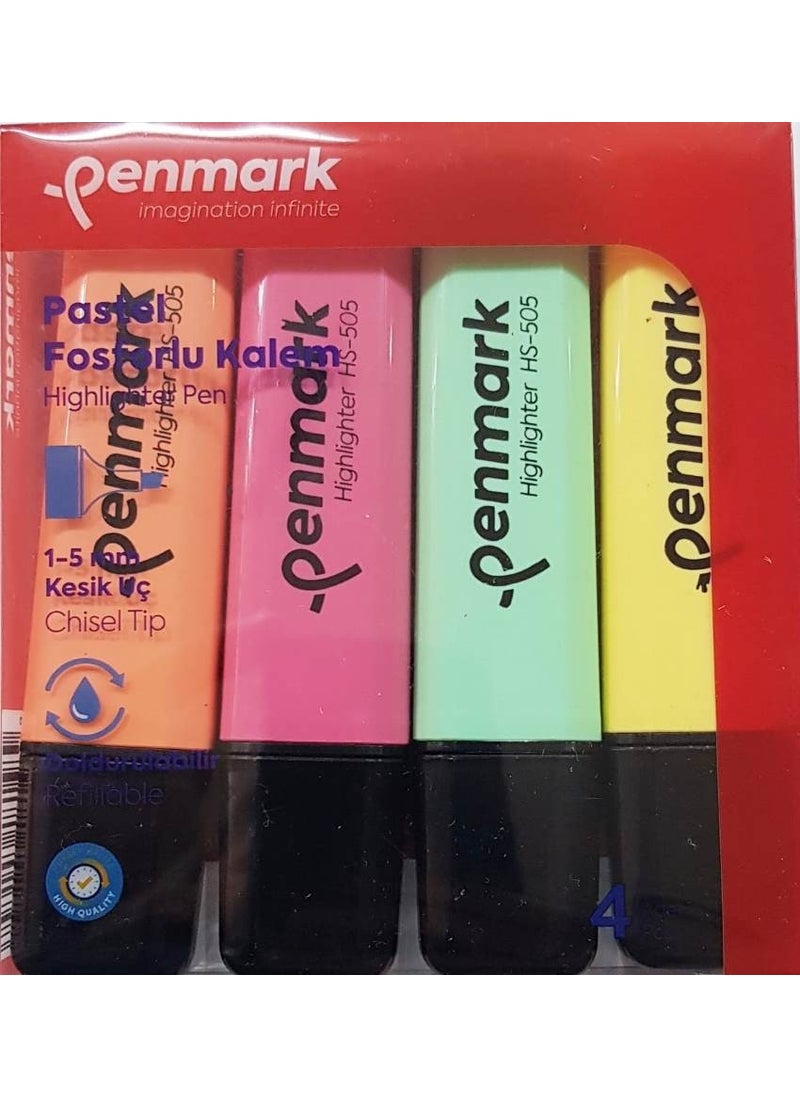 penmark
imagination infinite
Pastel
Fosforlu Kalem
Highlighter Pen
1-5 mm
Kesik Uç
Chisel Tip
Doldurulabilir
Refillable
HIGH QUALITY
4
penmark
Highlighter HS-505
penmark
Highlighter HS-505
penmark
Highlighter HS-505
penmark